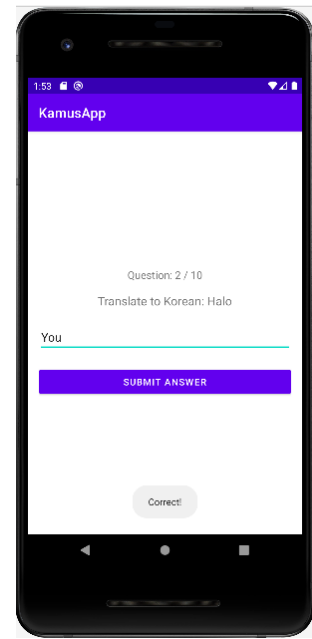 1:53
KamusApp
Question: 2 / 10
Translate to Korean: Halo
You
SUBMIT ANSWER
Correct!